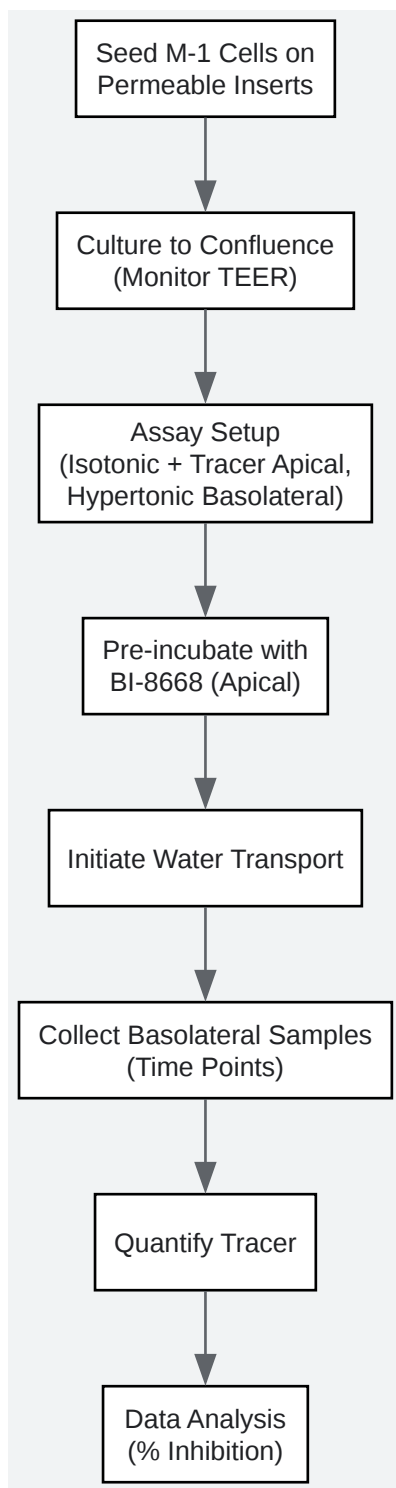 Seed M-1 Cells on
Permeable Inserts
Culture to Confluence
(Monitor TEER)
Assay Setup
(Isotonic + Tracer Apical,
Hypertonic Basolateral)
Pre-incubate with
BI-8668 (Apical)
Initiate Water Transport
Collect Basolateral Samples
(Time Points)
Quantify Tracer
Data Analysis
(% Inhibition)